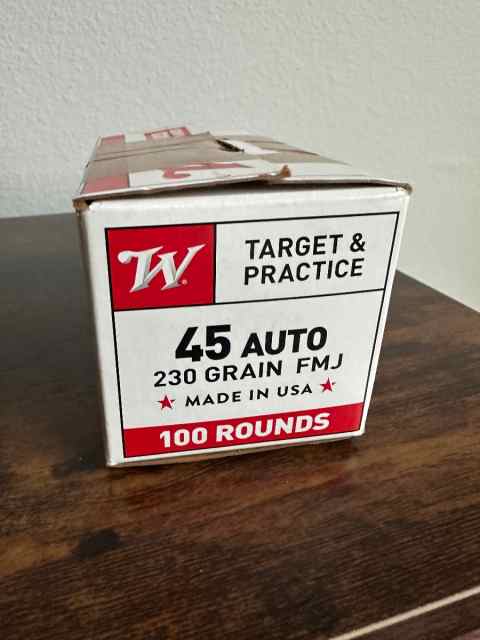 W
TARGET &
PRACTICE
45 AUTO
230 GRAIN FMJ
MADE IN USA
100 ROUNDS